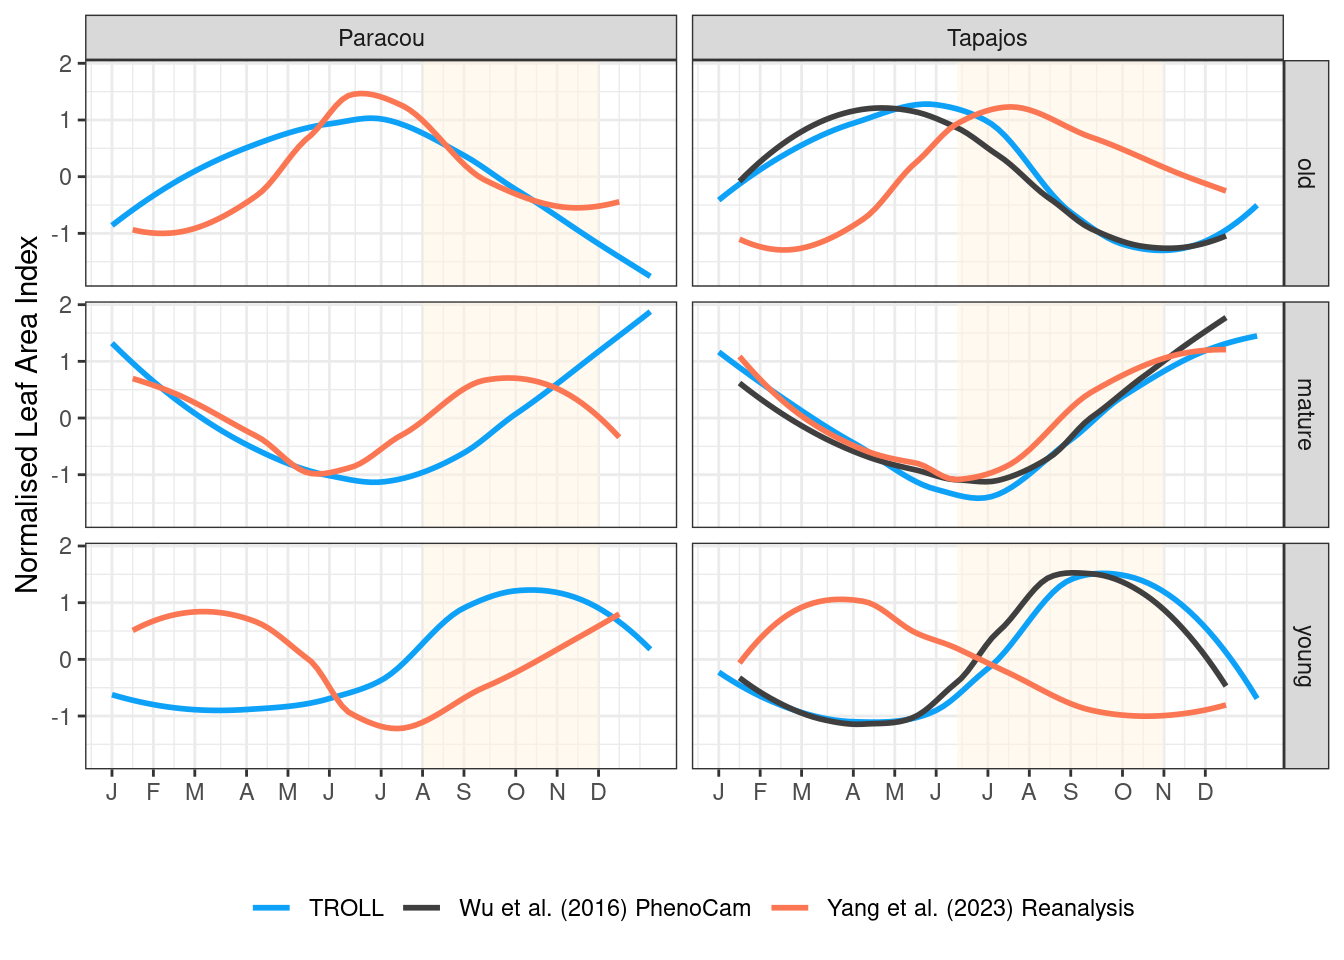 Paracou
Tapajos
Normalised Leaf Area Index
2
1
0
-1
old
2
1
0
-1
mature
2
1
0
-1
young
J F M A M J J A S O N D
J F M A M J J A S O N D
TROLL
Wu et al. (2016) PhenoCam
Yang et al. (2023) Reanalysis